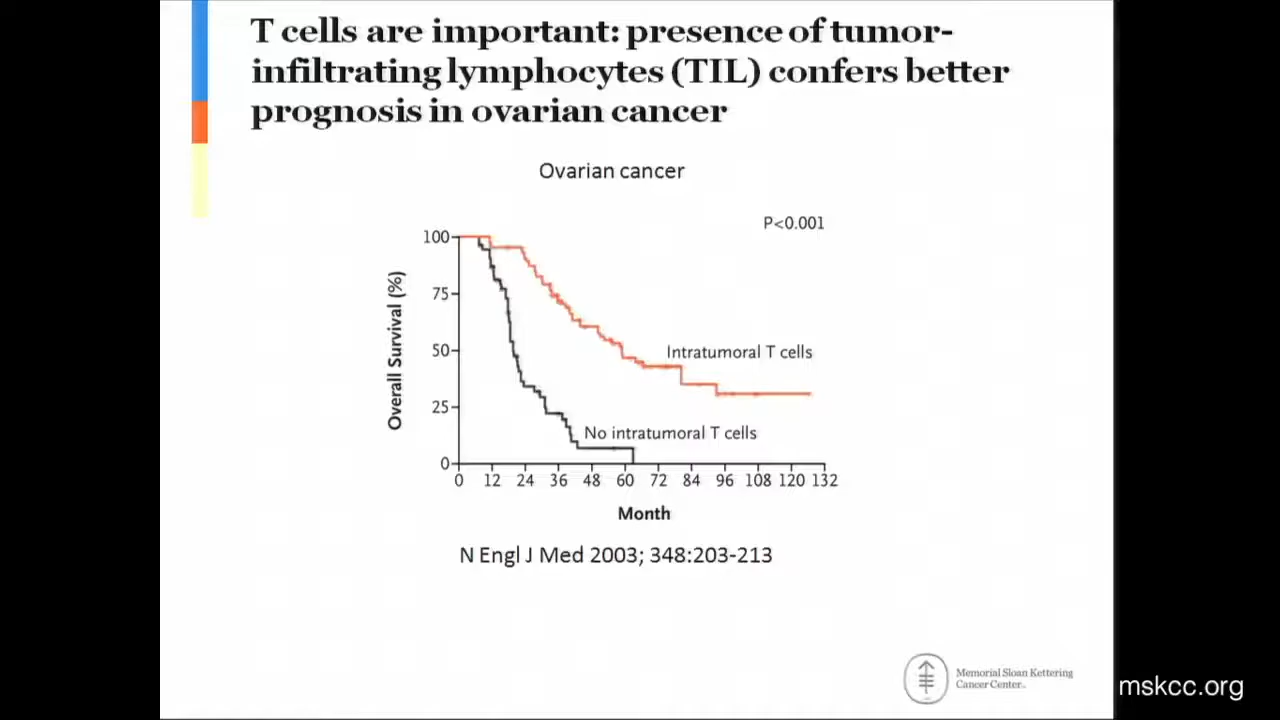 T cells are important: presence of tumor-
infiltrating lymphocytes (TIL) confers better
prognosis in ovarian cancer
Ovarian cancer
P<0.001
100
75
50
25
0
Overall Survival (%)
Intratumoral T cells
No intratumoral T cells
0 12 24 36 48 60 72 84 96 108 120 132
Month
N Engl J Med 2003; 348:203-213
Memorial Sloan Kettering
Cancer Center
mskcc.org